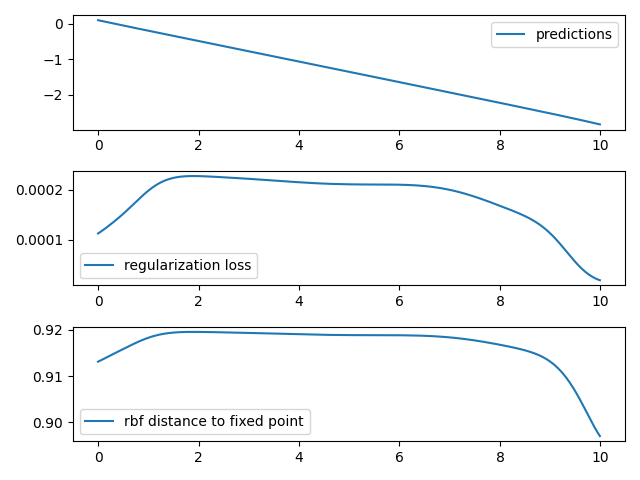 0
−1
−2
predictions
0 2 4 6 8 10
0.0002
0.0001
regularization loss
0 2 4 6 8 10
0.92
0.91
0.90
rbf distance to fixed point
0 2 4 6 8 10